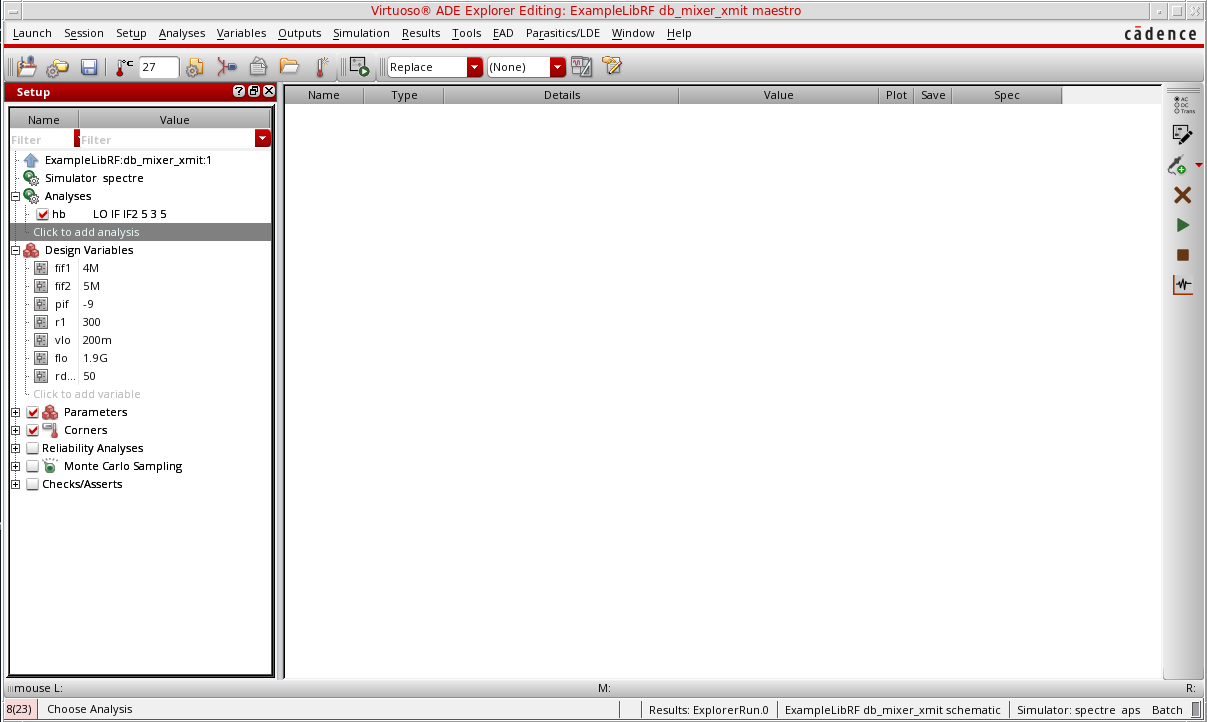 Virtuoso® ADE Explorer Editing: ExampleLibRF db_mixer_xmit maestro
Launch Session Setup Analyses Variables Outputs Simulation Results Tools EAD Parasitics/LDE Window Help cādence
°C 27 Replace (None)
Setup
Name Value
Filter Filter
ExampleLibRF:db_mixer_xmit:1
Simulator spectre
Analyses
hb LO IF IF2 5 3 5
Click to add analysis
Design Variables
fif1 4M
fif2 5M
pif -9
r1 300
vlo 200m
flo 1.9G
rd... 50
Click to add variable
Parameters
Corners
Reliability Analyses
Monte Carlo Sampling
Checks/Asserts
Name Type Details Value Plot Save Spec
AC
DC
Trans
mouse L: M: R:
8(23) Choose Analysis Results: ExplorerRun.0 ExampleLibRF db_mixer_xmit schematic Simulator: spectre aps Batch